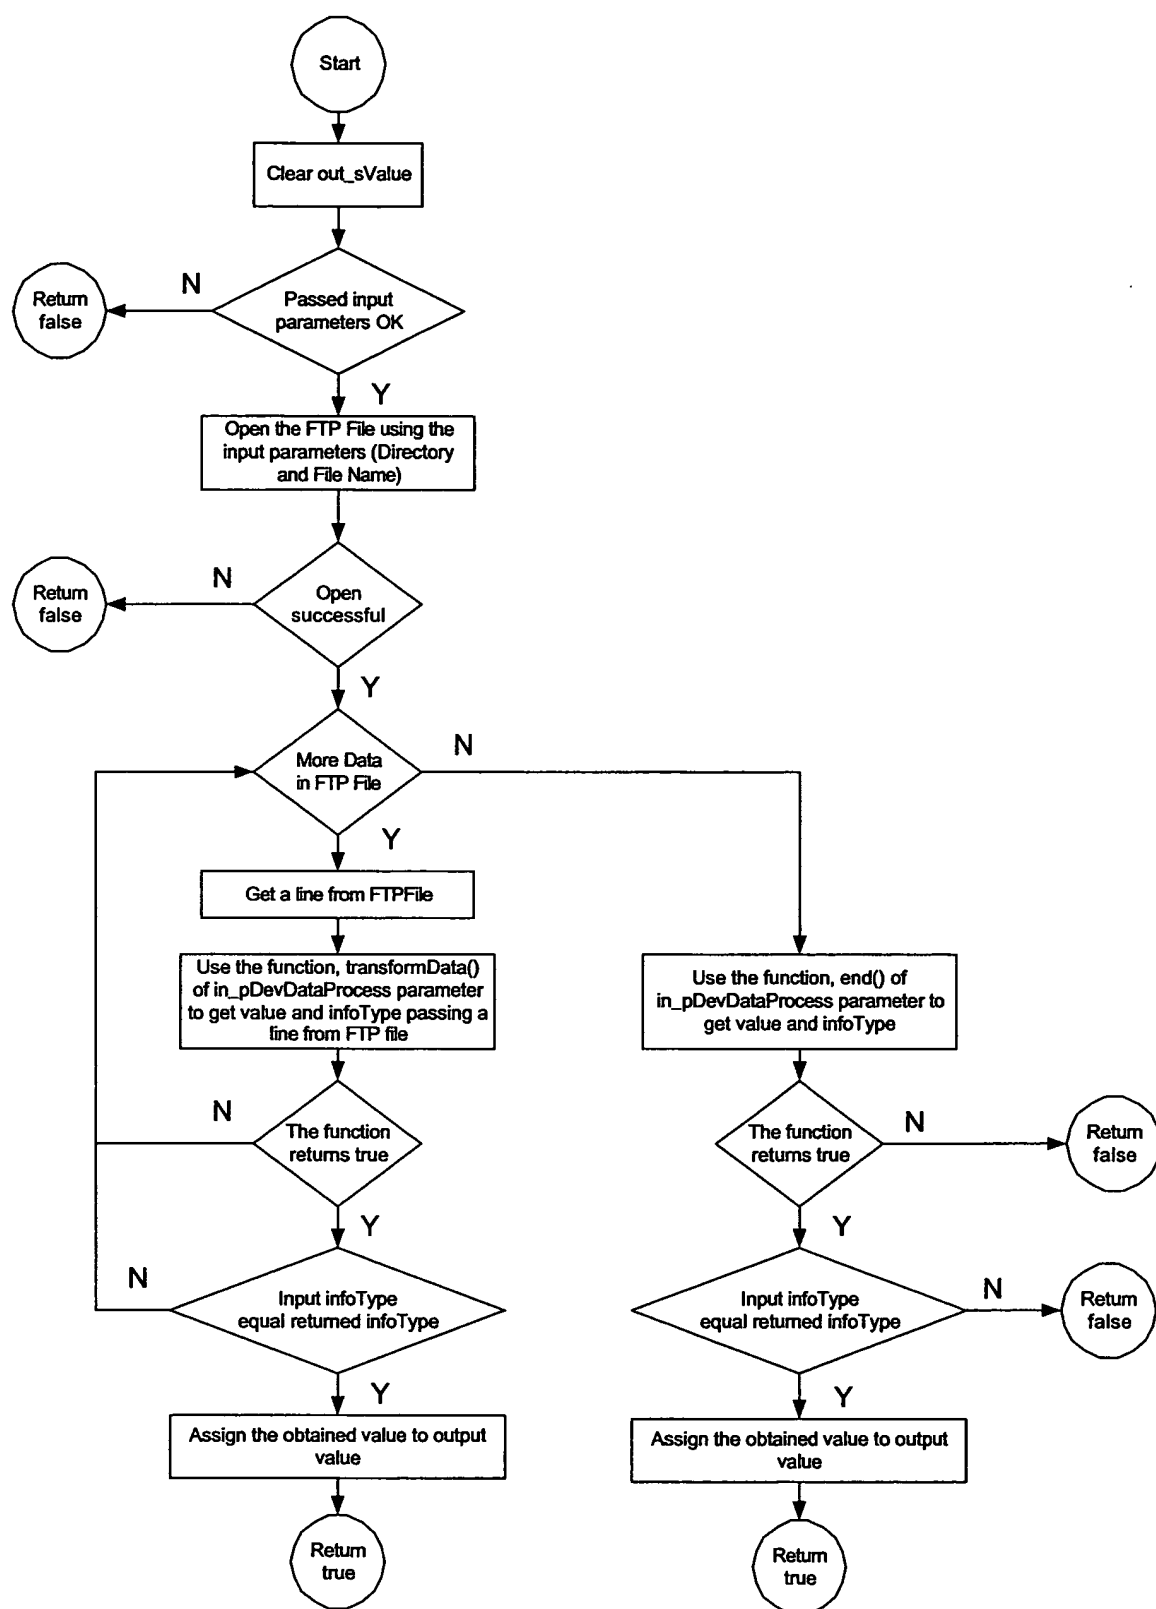 Start
Clear out_sValue
N
Return
false
Passed input
parameters OK
Y
Open the FTP File using the
input parameters (Directory
and File Name)
N
Return
false
Open
successful
Y
More Data
in FTP File
N
Y
Get a line from FTPFile
Use the function, transformData()
of in_pDevDataProcess parameter
to get value and infoType passing a
line from FTP file
Use the function, end() of
in_pDevDataProcess parameter to
get value and infoType
N
The function
returns true
Y
The function
returns true
N
Return
false
Y
N
Input infoType
equal returned infoType
Y
Input infoType
equal returned infoType
N
Return
false
Y
Assign the obtained value to output
value
Assign the obtained value to output
value
Return
true
Return
true